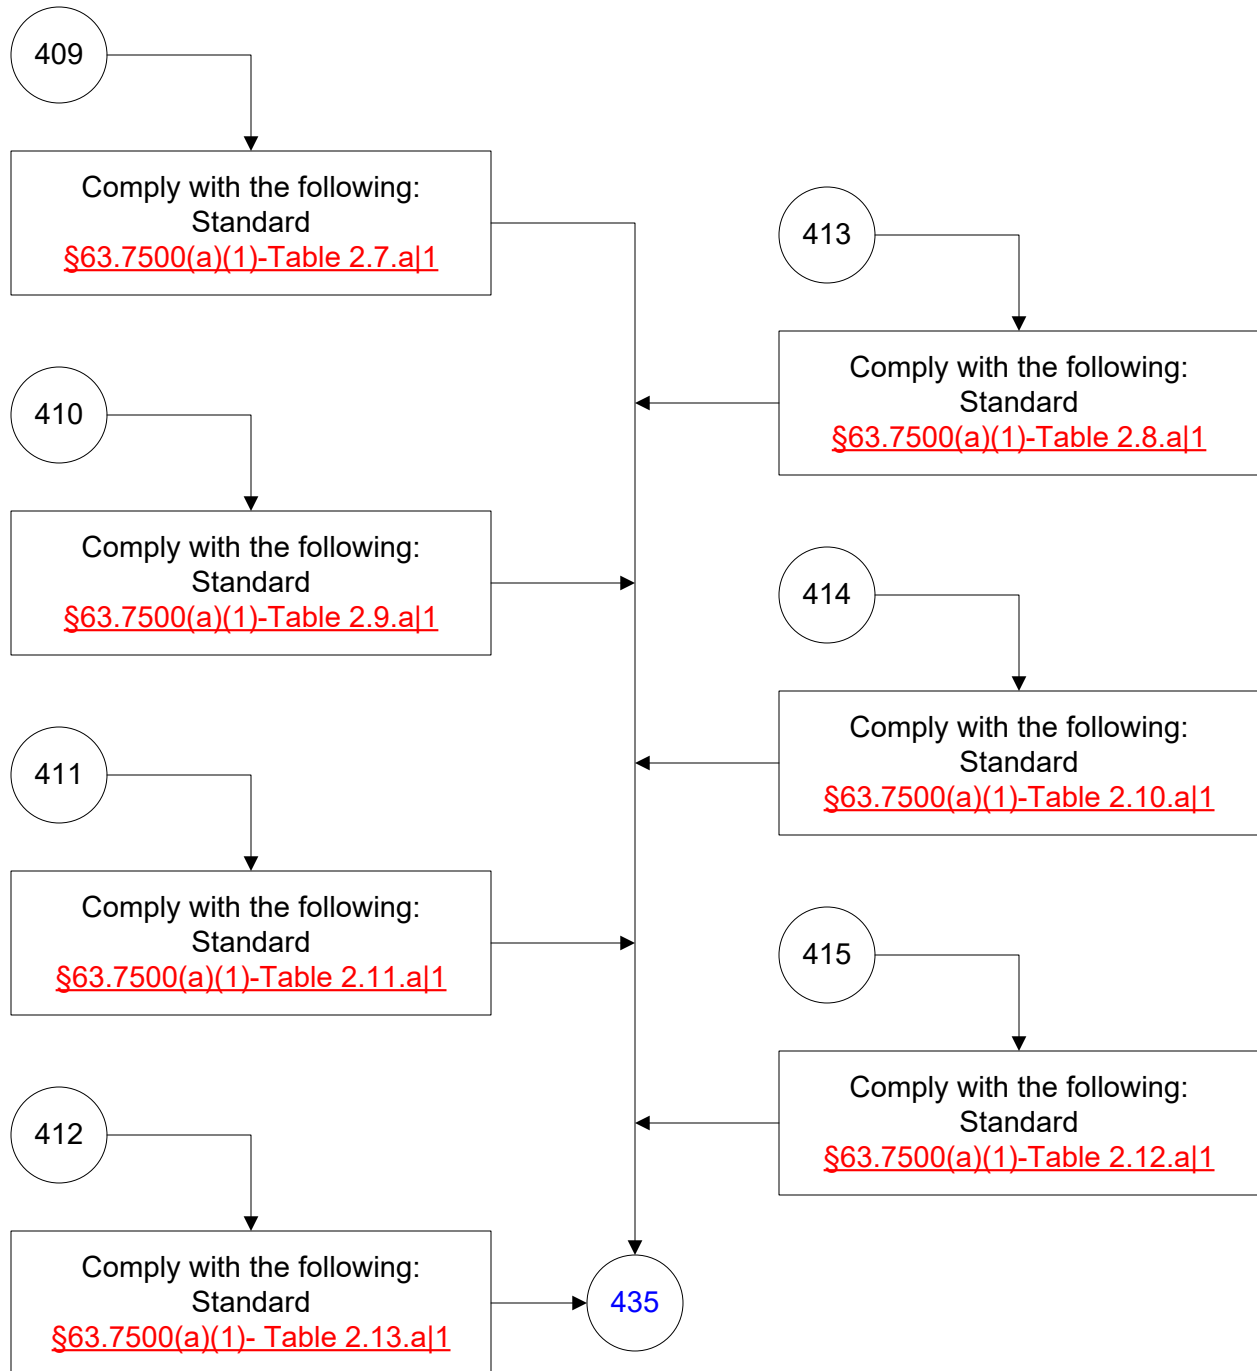 409
Comply with the following:
Standard
§63.7500(a)(1)-Table 2.7.a|1
413
Comply with the following:
Standard
§63.7500(a)(1)-Table 2.8.a|1
410
Comply with the following:
Standard
§63.7500(a)(1)-Table 2.9.a|1
414
Comply with the following:
Standard
§63.7500(a)(1)-Table 2.10.a|1
411
Comply with the following:
Standard
§63.7500(a)(1)-Table 2.11.a|1
415
Comply with the following:
Standard
§63.7500(a)(1)-Table 2.12.a|1
412
Comply with the following:
Standard
§63.7500(a)(1)- Table 2.13.a|1
435